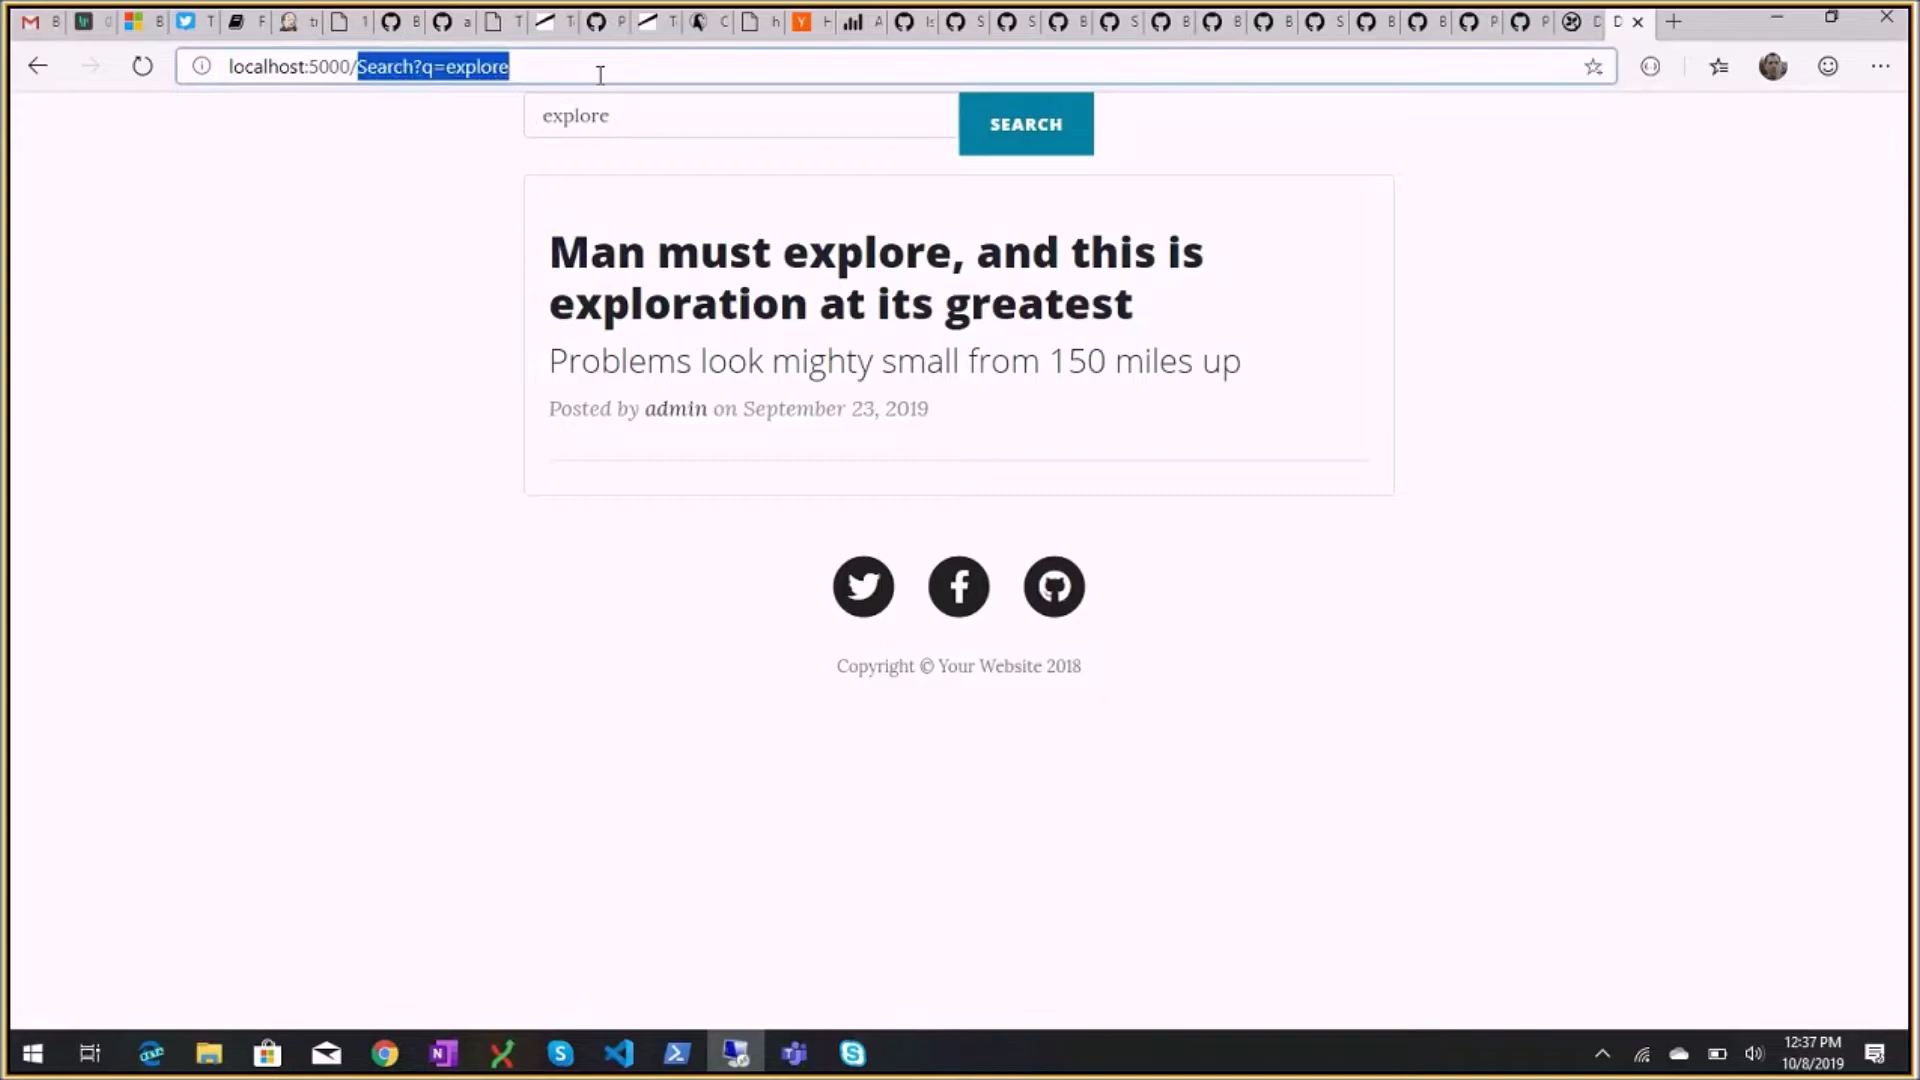 localhost:5000/Search?q=explore
explore
SEARCH
Man must explore, and this is
exploration at its greatest
Problems look mighty small from 150 miles up
Posted by admin on September 23, 2019
Copyright © Your Website 2018
12:37 PM
10/8/2019